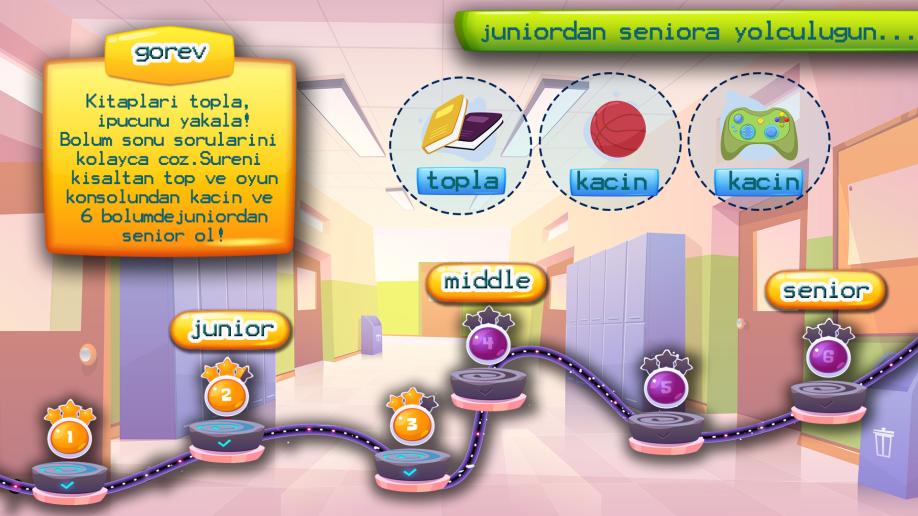 juniordan seniora yolculugun...
gorev
Kitaplari topla,
ipucunu yakala!
Bolum sonu sorularini
kolayca coz.Sureni
kisaltan top ve oyun
konsolundan kacin ve
6 bolumdejuniordan
senior ol!
topla
kacin
kacin
middle
senior
junior
4
6
5
2
3
1